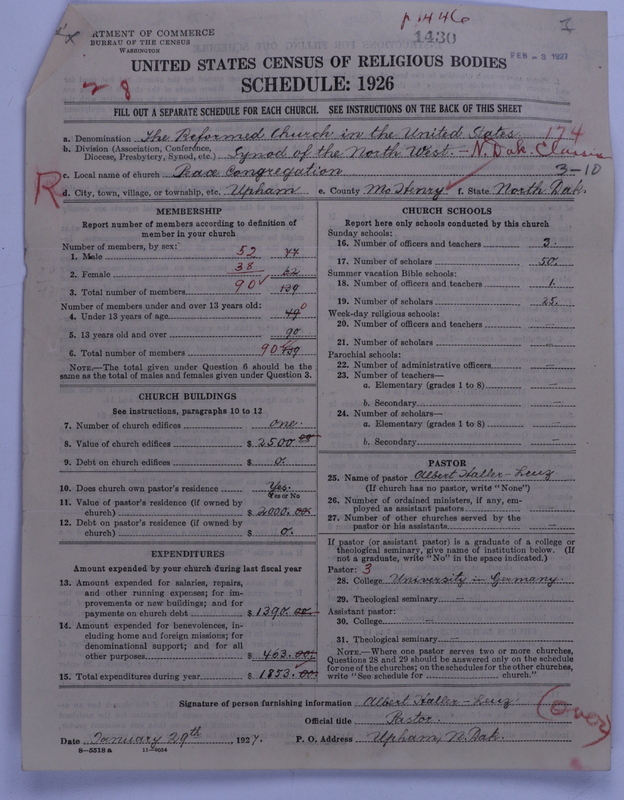 p.1446
1430
DEPARTMENT OF COMMERCE
BUREAU OF THE CENSUS
WASHINGTON
FEB -3 1927
UNITED STATES CENSUS OF RELIGIOUS BODIES
SCHEDULE: 1926
FILL OUT A SEPARATE SCHEDULE FOR EACH CHURCH. SEE INSTRUCTIONS ON THE BACK OF THIS SHEET
a. Denomination The Reformed Church in the United States. 174
b. Division (Association, Conference, Diocese, Presbytery, Synod, etc.) Synod of the North West. - N. Dak. Classis
c. Local name of church Congregation 3-10
R
d. City, town, village, or township, etc. Upham e. County McHenry f. State North Dak.
MEMBERSHIP
Report number of members according to definition of
member in your church
Number of members, by sex:
1. Male 52 77
2. Female 38 62
3. Total number of members 90 139
Number of members under and over 13 years old:
4. Under 13 years of age 49 0
5. 13 years old and over 90
6. Total number of members 90 139
NOTE.—The total given under Question 6 should be
same as the total of males and females given under Question 3.
CHURCH BUILDINGS
See instructions, paragraphs 10 to 12
7. Number of church edifices one.
8. Value of church edifices $ 2500.00
9. Debt on church edifices $ 0.
10. Does church own pastor's residence Yes.
Yes or No
11. Value of pastor's residence (if owned by
church) $ 2000.00.
12. Debt on pastor's residence (if owned by
church) $ 0.
EXPENDITURES
Amount expended by your church during last fiscal year
13. Amount expended for salaries, repairs,
and other running expenses; for im-
provements or new buildings; and for
payments on church debt $ 1390.00.
14. Amount expended for benevolences, in-
cluding home and foreign missions; for
denominational support; and for all
other purposes $ 463.00.
15. Total expenditures during year $ 1853.00
CHURCH SCHOOLS
Report here only schools conducted by this church
Sunday schools:
16. Number of officers and teachers 3.
17. Number of scholars 50.
Summer vacation Bible schools:
18. Number of officers and teachers 1.
19. Number of scholars 25.
Week-day religious schools:
20. Number of officers and teachers —
21. Number of scholars —
Parochial schools:
22. Number of administrative officers —
23. Number of teachers—
a. Elementary (grades 1 to 8) —
b. Secondary —
24. Number of scholars—
a. Elementary (grades 1 to 8) —
b. Secondary —
PASTOR
25. Name of pastor Albert Haller-Leuz
(If church has no pastor, write "None")
26. Number of ordained ministers, if any, em-
ployed as assistant pastors —
27. Number of other churches served by
the pastor or his assistants —
If pastor (or assistant pastor) is a graduate of a college or
theological seminary, give name of institution below. (If
not a graduate, write "No" in the space indicated.)
Pastor: 3
28. College University in Germany.
29. Theological seminary —
Assistant pastor:
30. College —
31. Theological seminary —
NOTE.—Where one pastor serves two or more churches,
Questions 28 and 29 should be answered only on the schedule
for one of the churches; on the schedules for the other churches,
write "See schedule for church."
Signature of person furnishing information Albert Haller-Leuz
Official title Pastor.
(Over)
Date January 29th, 1927. P. O. Address Upham, N. Dak.
8—5518 a